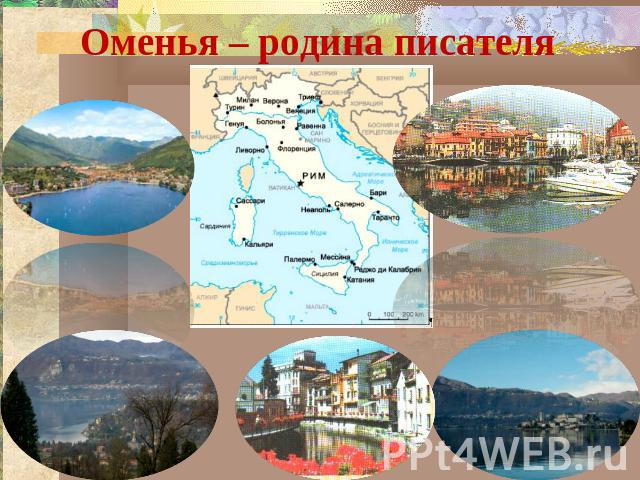 Оменья – родина писателя
ШВЕЙЦАРИЯ
АВСТРИЯ
ВЕНГРИЯ
СЛОВЕНИЯ
ХОРВАТИЯ
Милан
Верона
Триест
Венеция
Турин
Генуя
Болонья
Равенна
БОСНИЯ И
ГЕРЦЕГОВИНА
САН
МАРИНО
Флоренция
Ливорно
РИМ
ВАТИКАН
Адриатическое
Море
Бари
Сассари
Неаполь
Салерно
Таранто
Сардиния
Тирренское Море
Ионическое
Море
Кальяри
Средиземноморье
Палермо
Мессина
Реджо ди Калабрия
Сицилия
Катания
АЛЖИР
ТУНИС
МАЛЬТА
0 100 200 km
PPt4WEB.ru